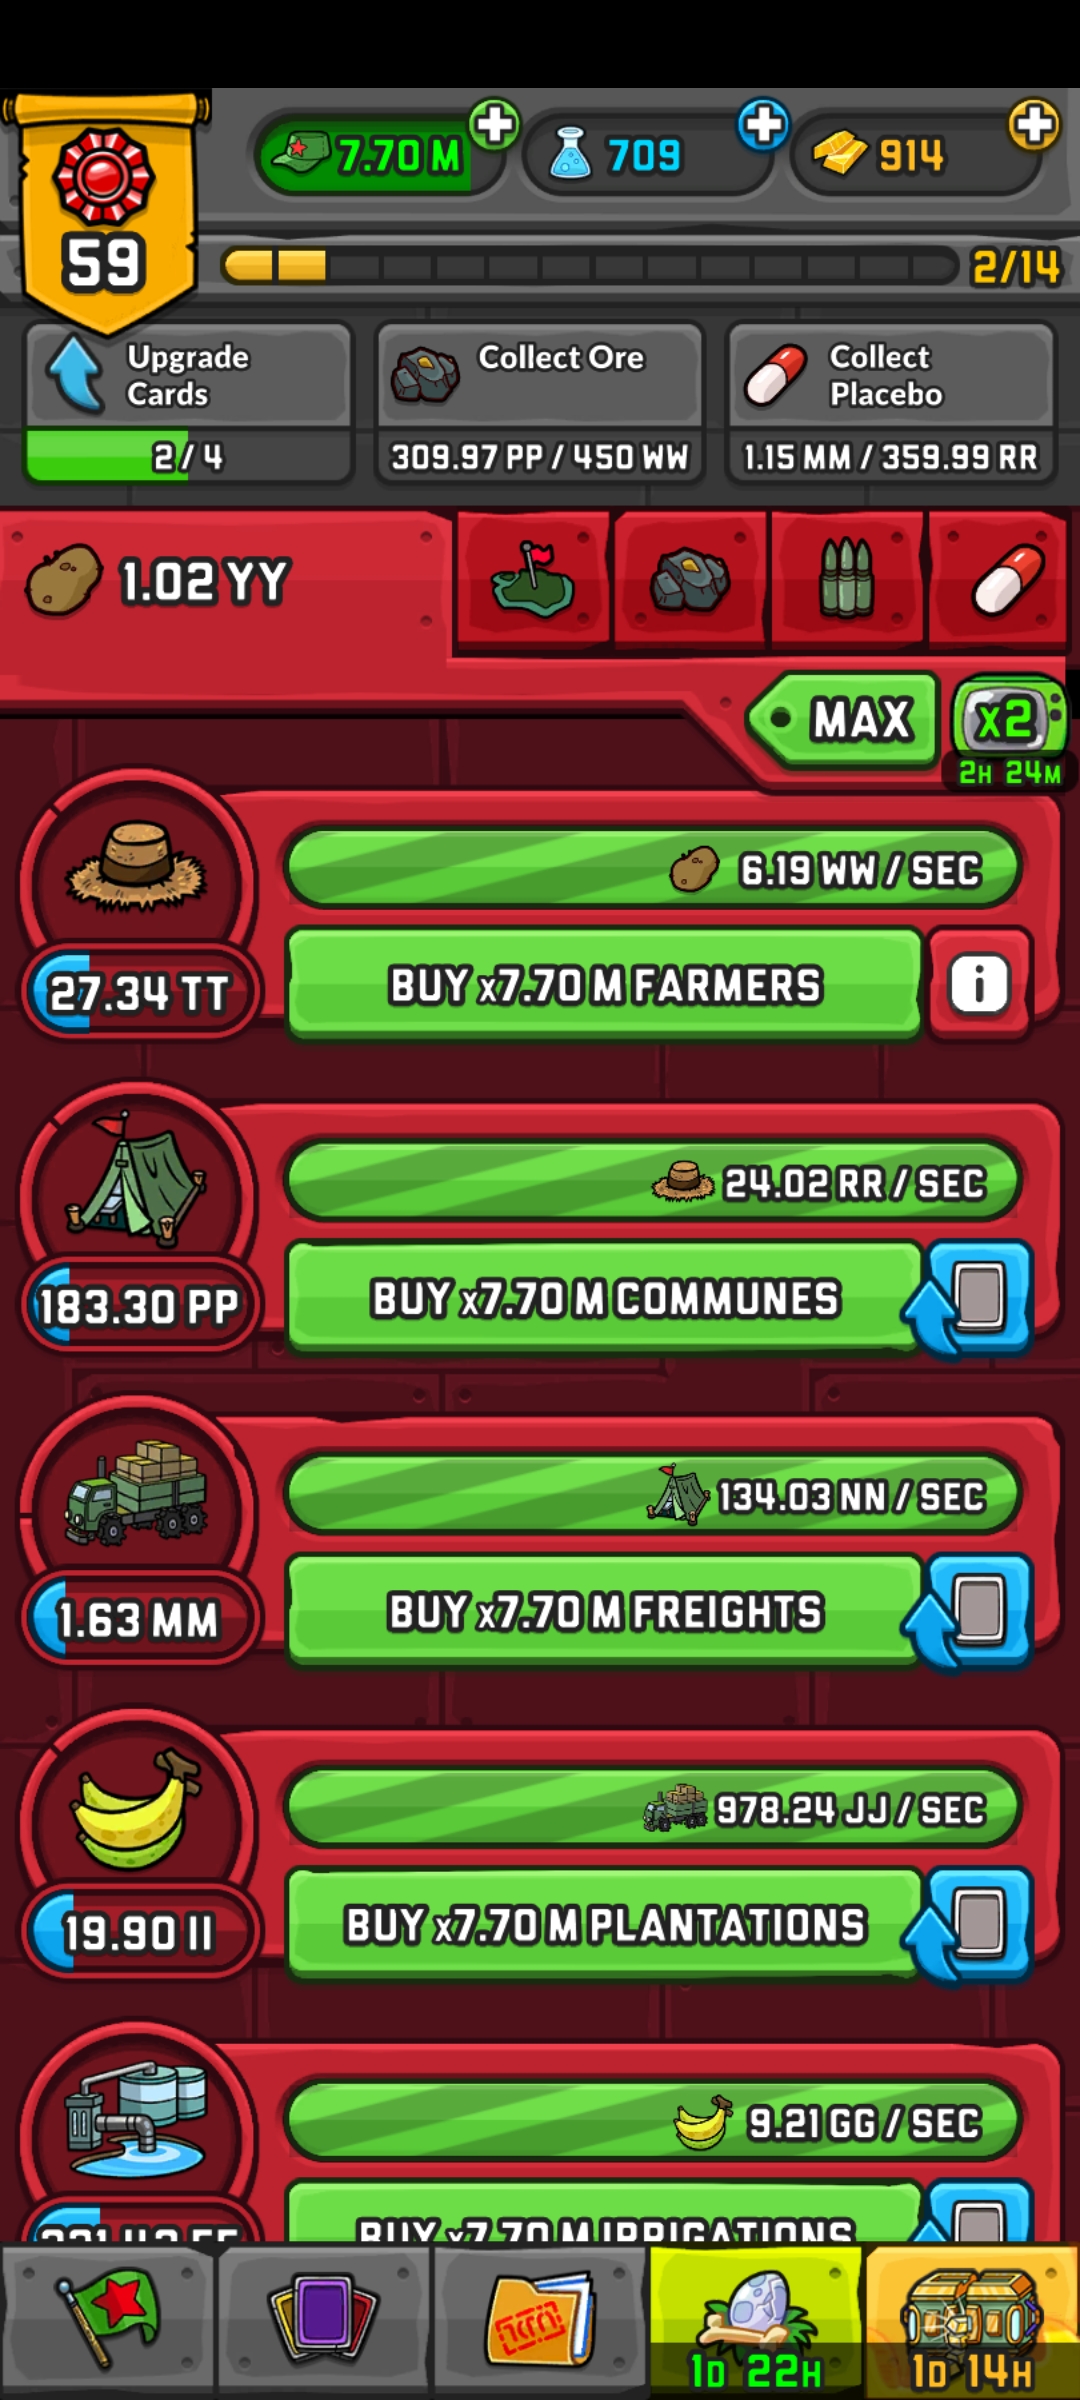 7.70 M
709
914
59
2/14
Upgrade
Cards
2 / 4
Collect Ore
309.97 PP / 450 WW
Collect
Placebo
1.15 MM / 359.99 RR
1.02 YY
MAX
x2
2H 24M
6.19 WW / SEC
27.34 TT
BUY x7.70 M FARMERS
i
24.02 RR / SEC
183.30 PP
BUY x7.70 M COMMUNES
134.03 NN / SEC
1.63 MM
BUY x7.70 M FREIGHTS
978.24 JJ / SEC
19.90 II
BUY x7.70 M PLANTATIONS
9.21 GG / SEC
BUY x7.70 M IRRIGATIONS
1D 22H
1D 14H